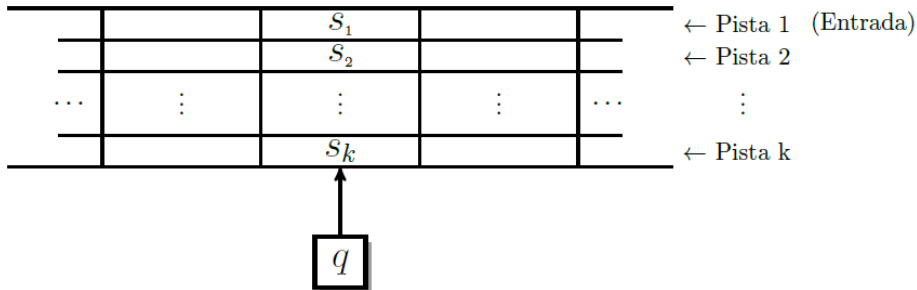 s₁ ← Pista 1 (Entrada)
s₂ ← Pista 2
⋯ ⋮ ⋮ ⋮ ⋯ ⋮
sₖ ← Pista k
q